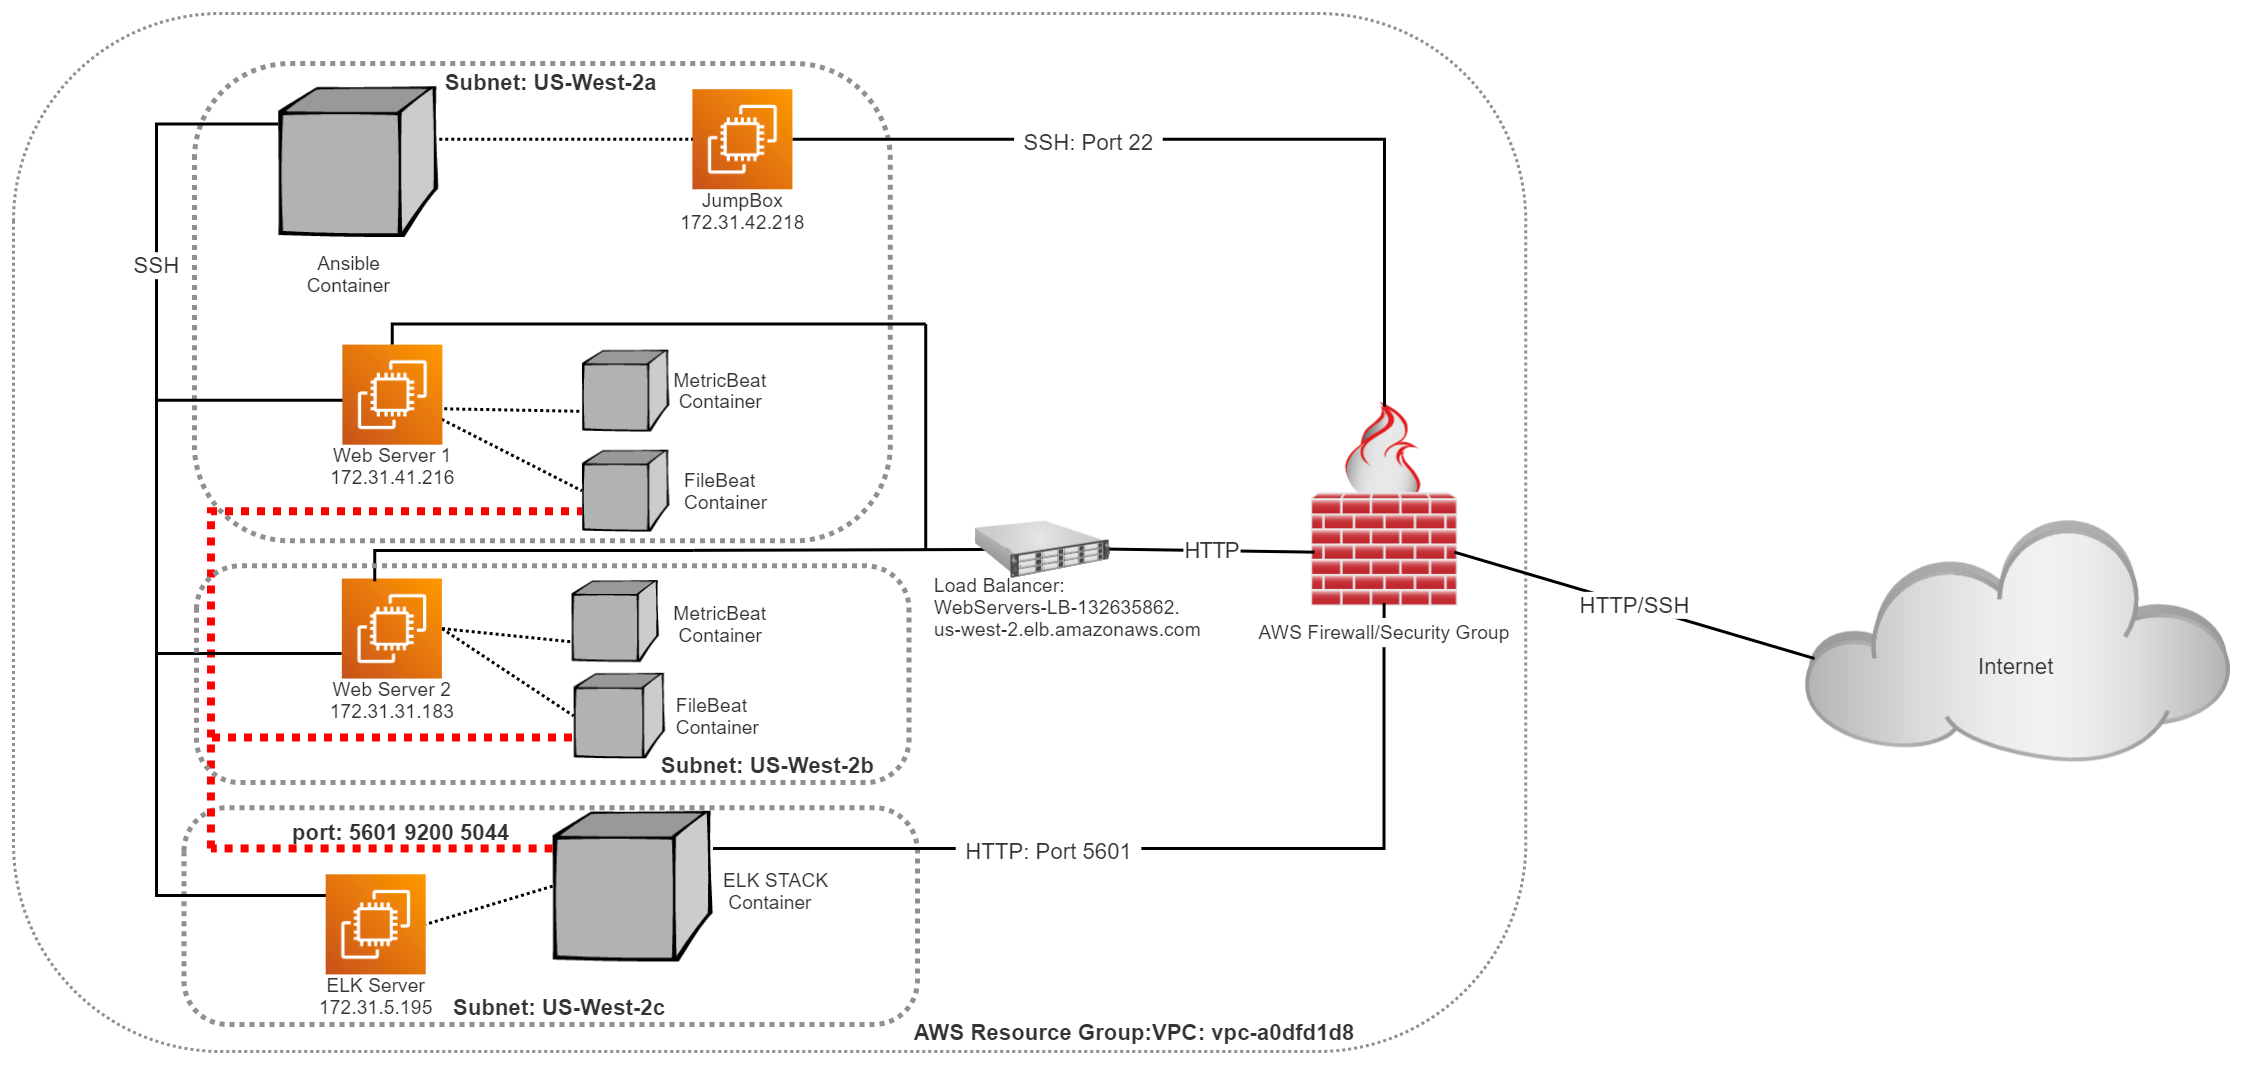 Subnet: US-West-2a
JumpBox
172.31.42.218
SSH: Port 22
SSH
Ansible
Container
MetricBeat
Container
Web Server 1
172.31.41.216
FileBeat
Container
HTTP
Load Balancer:
WebServers-LB-132635862.
us-west-2.elb.amazonaws.com
AWS Firewall/Security Group
HTTP/SSH
Internet
MetricBeat
Container
Web Server 2
172.31.31.183
FileBeat
Container
Subnet: US-West-2b
port: 5601 9200 5044
HTTP: Port 5601
ELK STACK
Container
ELK Server
172.31.5.195
Subnet: US-West-2c
AWS Resource Group:VPC: vpc-a0dfd1d8